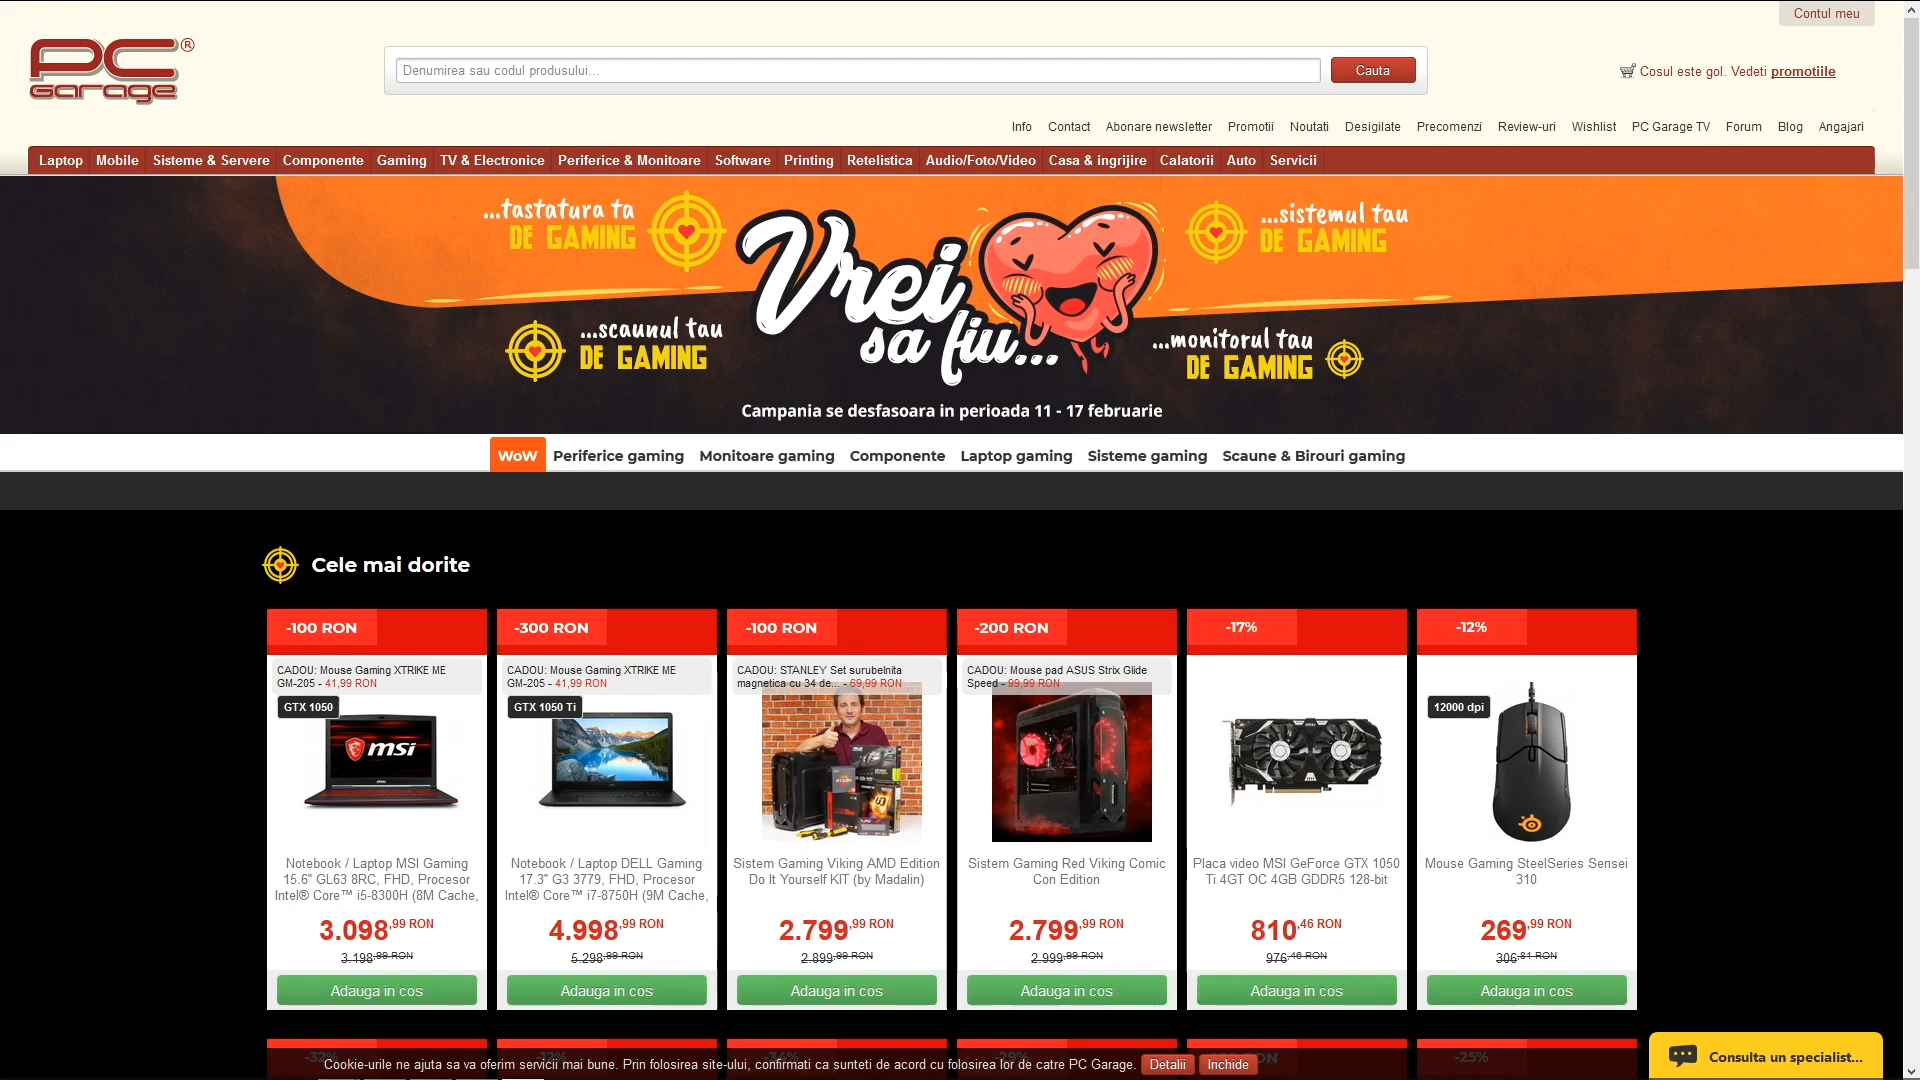 Contul meu
PC Garage®
Denumirea sau codul produsului...
Cauta
Cosul este gol. Vedeti promotiile
Info Contact Abonare newsletter Promotii Noutati Desigilate Precomenzi Review-uri Wishlist PC Garage TV Forum Blog Angajari
Laptop Mobile Sisteme & Servere Componente Gaming TV & Electronice Periferice & Monitoare Software Printing Retelistica Audio/Foto/Video Casa & ingrijire Calatorii Auto Servicii
...tastatura ta
DE GAMING
Vrei
sa fiu...
...sistemul tau
DE GAMING
...scaunul tau
DE GAMING
...monitorul tau
DE GAMING
Campania se desfasoara in perioada 11 - 17 februarie
WoW Periferice gaming Monitoare gaming Componente Laptop gaming Sisteme gaming Scaune & Birouri gaming
Cele mai dorite
-100 RON
CADOU: Mouse Gaming XTRIKE ME
GM-205 - 41,99 RON
GTX 1050
msi
Notebook / Laptop MSI Gaming
15.6" GL63 8RC, FHD, Procesor
Intel® Core™ i5-8300H (8M Cache,
3.098,99 RON
3.198,99 RON
Adauga in cos
-300 RON
CADOU: Mouse Gaming XTRIKE ME
GM-205 - 41,99 RON
GTX 1050 Ti
Notebook / Laptop DELL Gaming
17.3" G3 3779, FHD, Procesor
Intel® Core™ i7-8750H (9M Cache,
4.998,99 RON
5.298,99 RON
Adauga in cos
-100 RON
CADOU: STANLEY Set surubelnita
magnetica cu 34 de... - 69,99 RON
RYZEN
Sistem Gaming Viking AMD Edition
Do It Yourself KIT (by Madalin)
2.799,99 RON
2.899,99 RON
Adauga in cos
-200 RON
CADOU: Mouse pad ASUS Strix Glide
Speed - 99,99 RON
Sistem Gaming Red Viking Comic
Con Edition
2.799,99 RON
2.999,99 RON
Adauga in cos
-17%
Placa video MSI GeForce GTX 1050
Ti 4GT OC 4GB GDDR5 128-bit
810,46 RON
976,46 RON
Adauga in cos
-12%
12000 dpi
Mouse Gaming SteelSeries Sensei
310
269,99 RON
306,81 RON
Adauga in cos
-32% -12% -34% -29% RON -25%
Cookie-urile ne ajuta sa va oferim servicii mai bune. Prin folosirea site-ului, confirmati ca sunteti de acord cu folosirea lor de catre PC Garage. Detalii Inchide
Consulta un specialist...